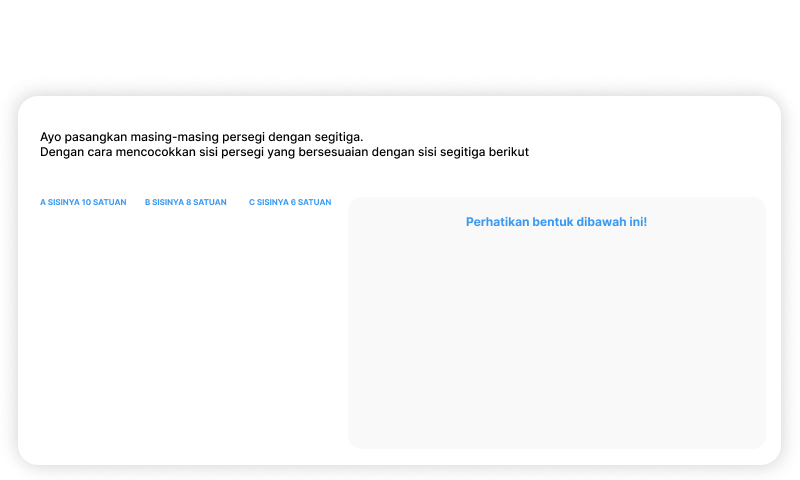 Ayo pasangkan masing-masing persegi dengan segitiga.
Dengan cara mencocokkan sisi persegi yang bersesuaian dengan sisi segitiga berikut
A SISINYA 10 SATUAN
B SISINYA 8 SATUAN
C SISINYA 6 SATUAN
Perhatikan bentuk dibawah ini!